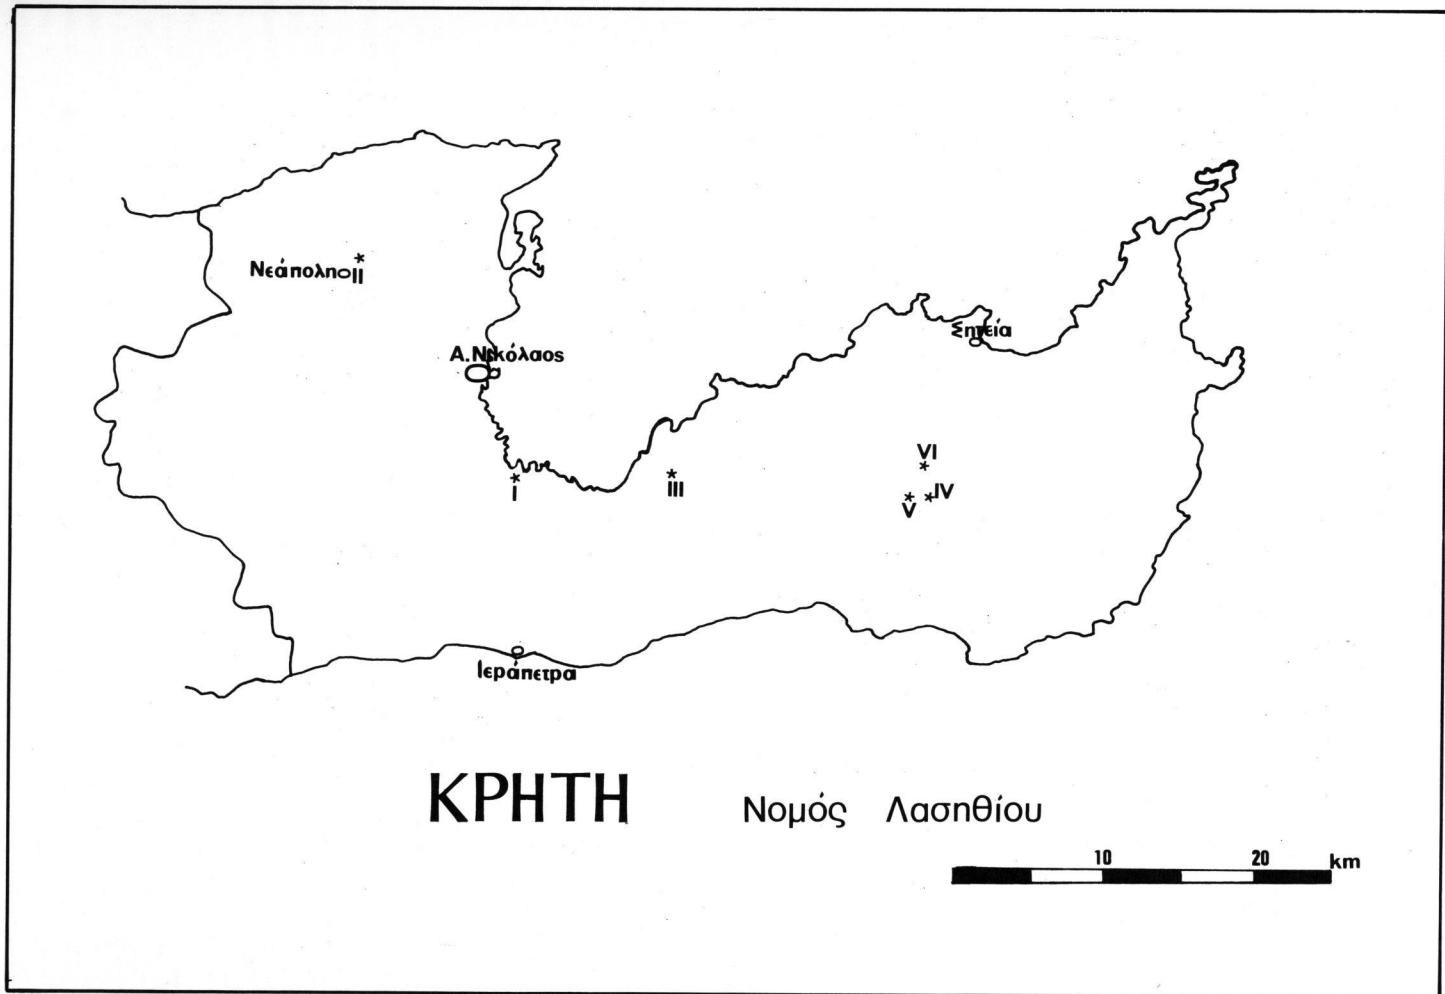 Νεάπολη
II
Α.Νικόλαος
Σητεία
I
III
VI
V
IV
Ιεράπετρα
ΚΡΗΤΗ Νομός Λασηθίου
10 20 km